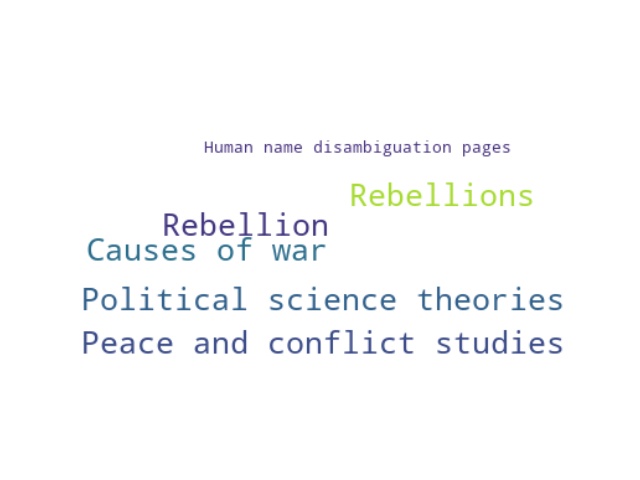 Human name disambiguation pages
Rebellions
Rebellion
Causes of war
Political science theories
Peace and conflict studies